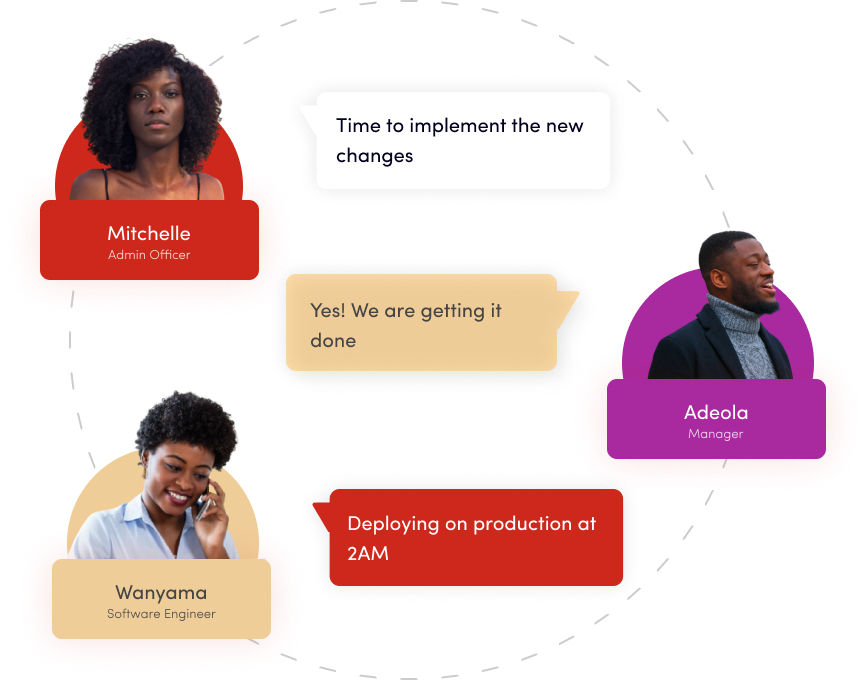 Time to implement the new
changes
Mitchelle
Admin Officer
Yes! We are getting it
done
Adeola
Manager
Deploying on production at
2AM
Wanyama
Software Engineer